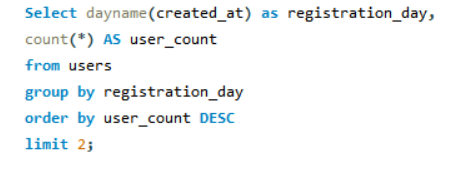 Select dayname(created_at) as registration_day,
count(*) AS user_count
from users
group by registration_day
order by user_count DESC
limit 2;